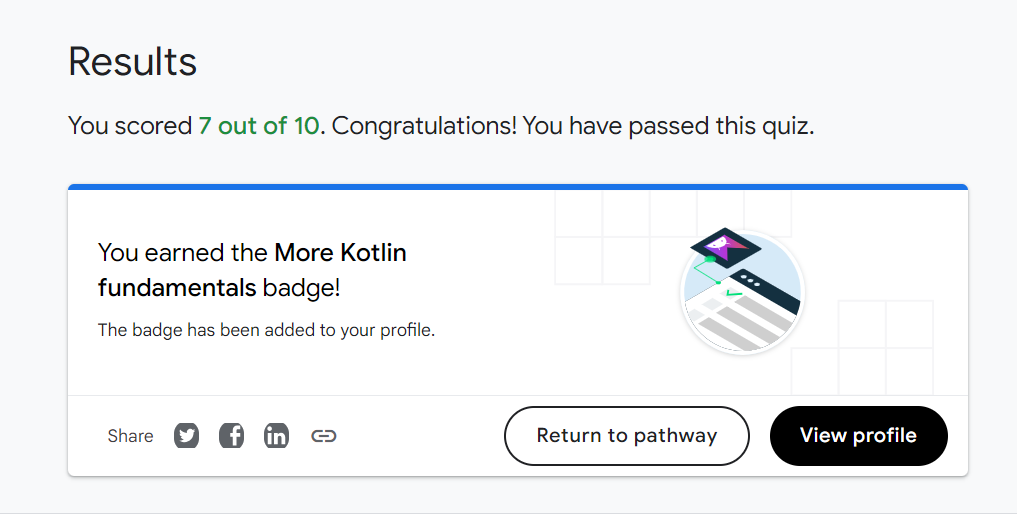 Results
You scored 7 out of 10. Congratulations! You have passed this quiz.
You earned the More Kotlin
fundamentals badge!
The badge has been added to your profile.
Share
Return to pathway
View profile